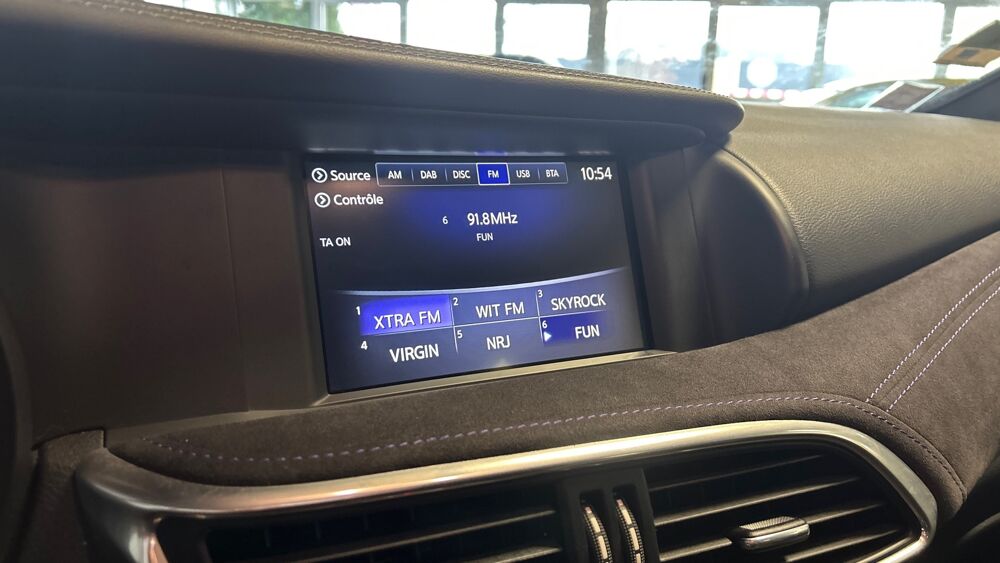 Source AM DAB DISC FM USB BTA 10:54
Contrôle
6 91.8MHz
TA ON FUN
1 XTRA FM 2 WIT FM 3 SKYROCK
4 VIRGIN 5 NRJ 6 FUN